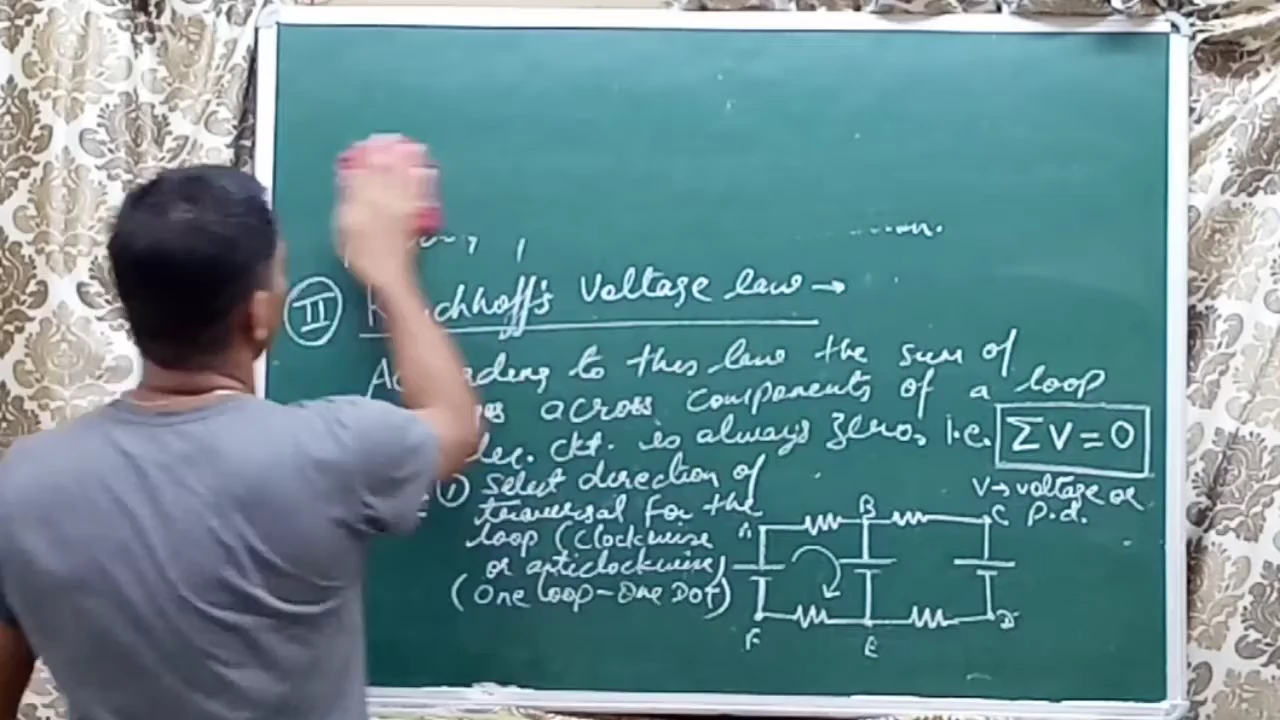 II Kirchhoff's Voltage law →
According to this law the sum of
across components of a loop
elec. ckt. is always zero, i.e. ΣV = 0
V → voltage or
p.d.
① Select direction of
traversal for the
loop (clockwise
or anticlockwise)
(One loop - One Dot)
A B C
F E D